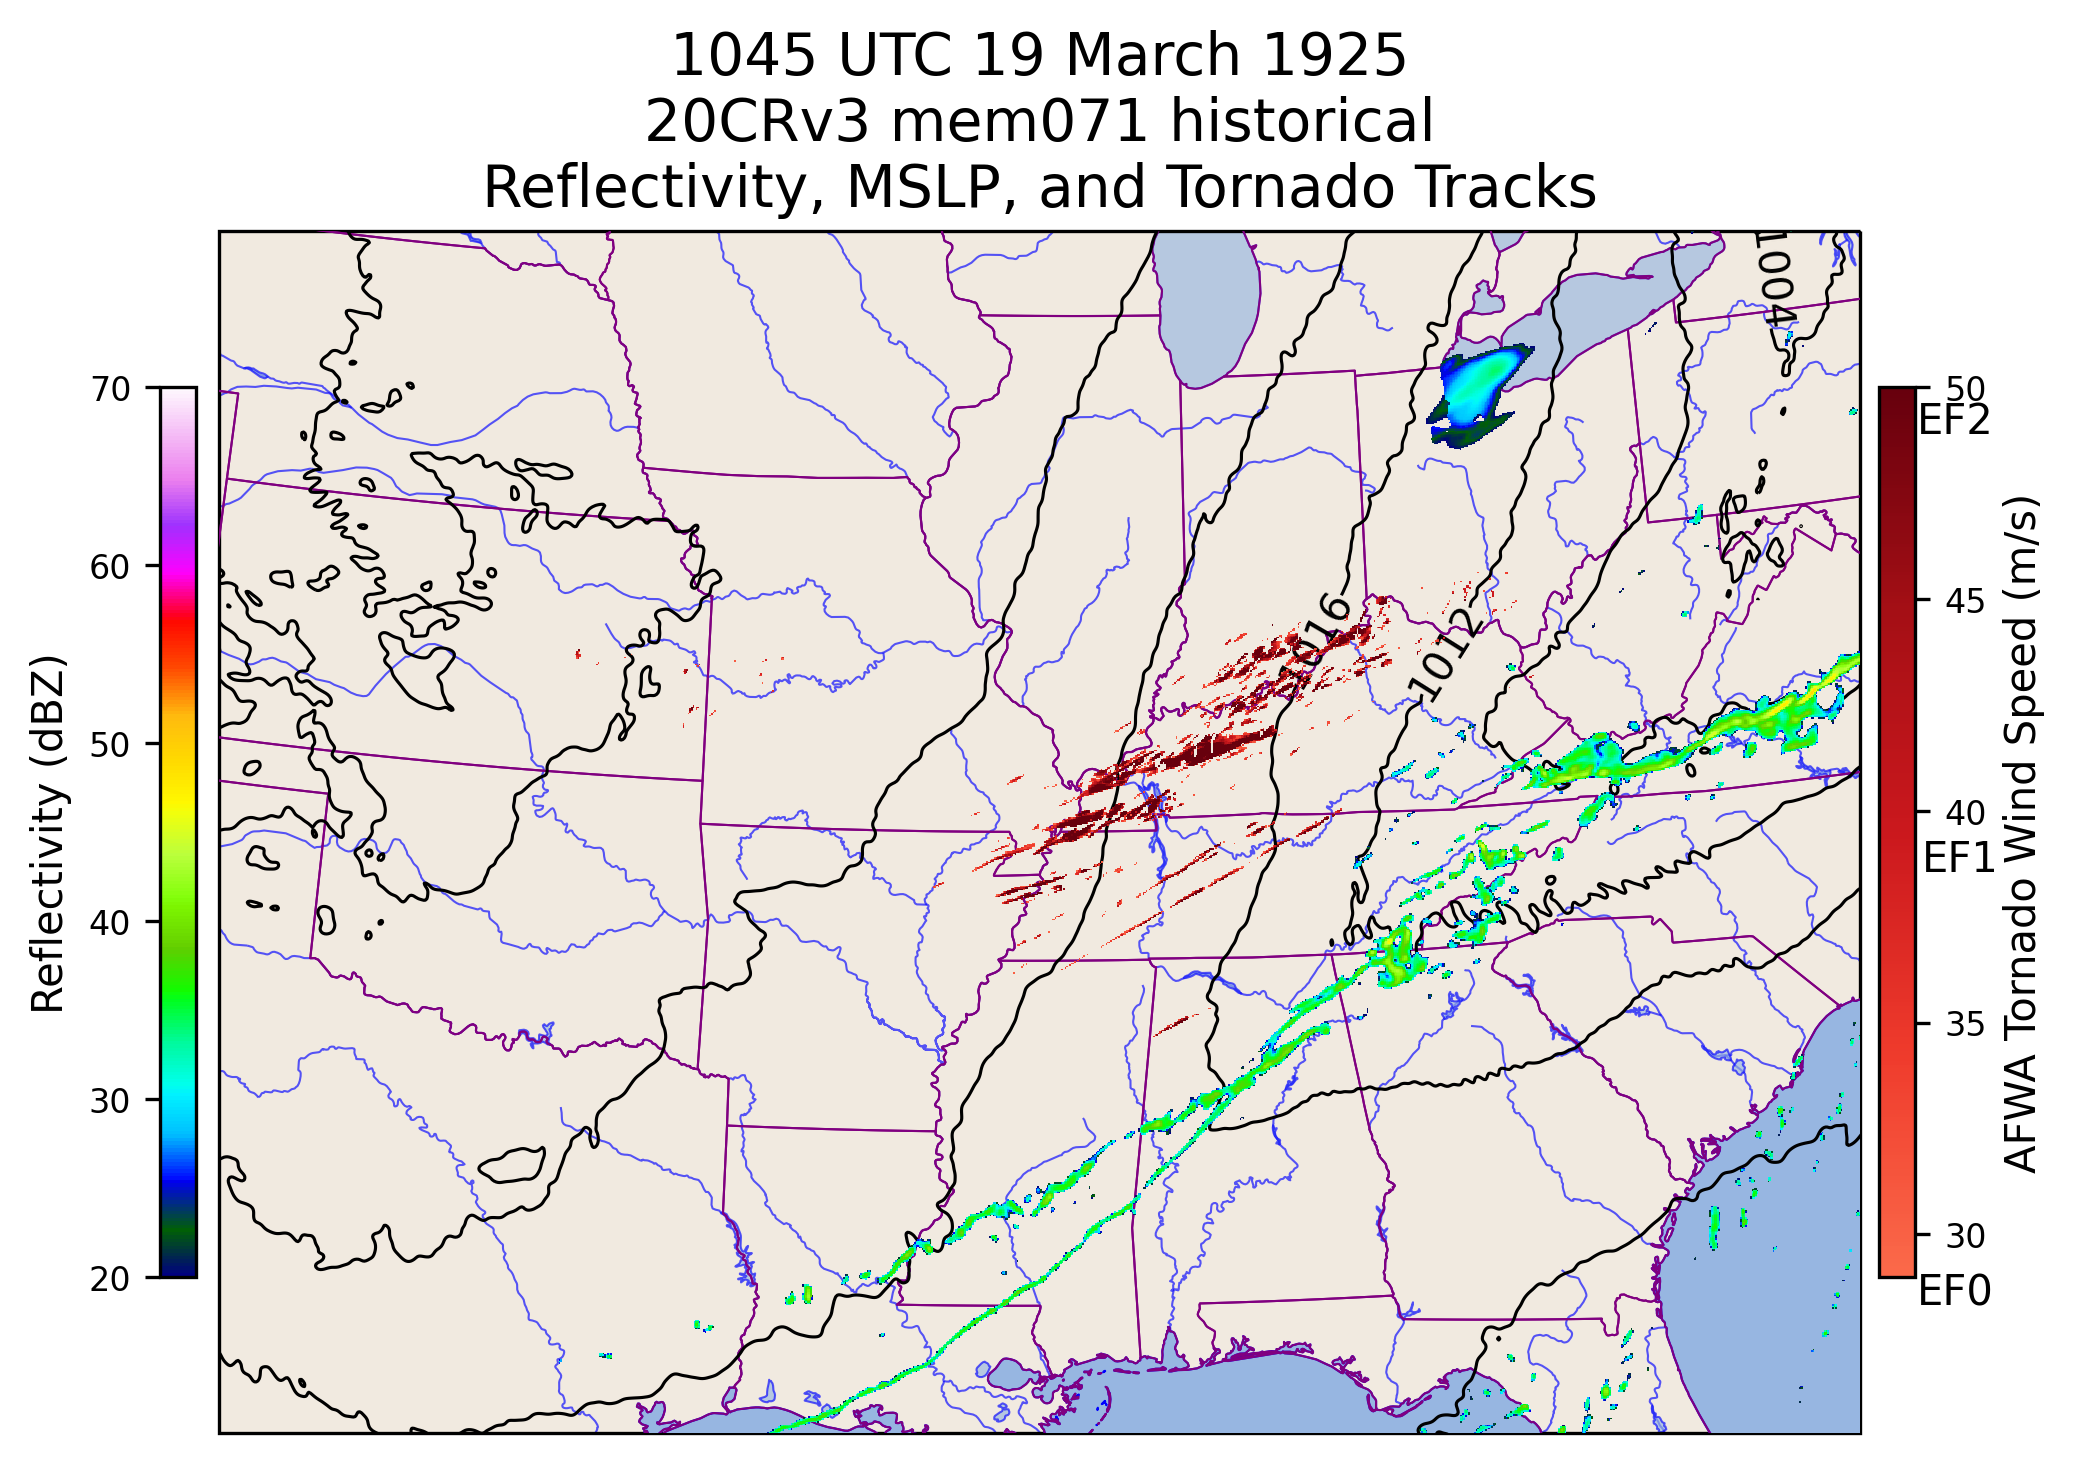 1045 UTC 19 March 1925
20CRv3 mem071 historical
Reflectivity, MSLP, and Tornado Tracks
1004
1016
1012
Reflectivity (dBZ)
70
60
50
40
30
20
50
EF2
45
40
EF1
35
30
EF0
AFWA Tornado Wind Speed (m/s)